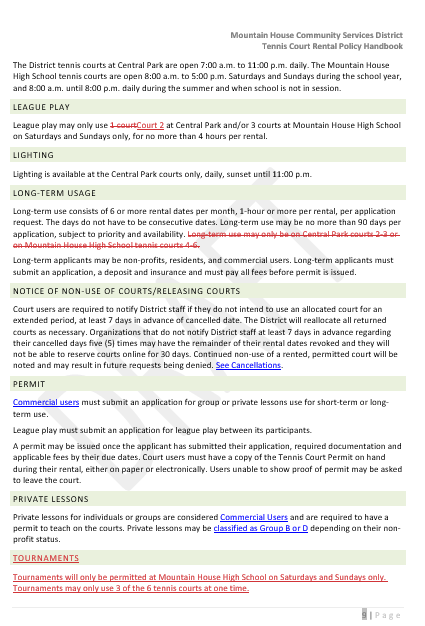 Mountain House Community Services District
Tennis Court Rental Policy Handbook
The District tennis courts at Central Park are open 7:00 a.m. to 11:00 p.m. daily. The Mountain House
High School tennis courts are open 8:00 a.m. to 5:00 p.m. Saturdays and Sundays during the school year,
and 8:00 a.m. until 8:00 p.m. daily during the summer and when school is not in session.
LEAGUE PLAY
League play may only use 1 courtCourt 2 at Central Park and/or 3 courts at Mountain House High School
on Saturdays and Sundays only, for no more than 4 hours per rental.
LIGHTING
Lighting is available at the Central Park courts only, daily, sunset until 11:00 p.m.
LONG-TERM USAGE
Long-term use consists of 6 or more rental dates per month, 1-hour or more per rental, per application
request. The days do not have to be consecutive dates. Long-term use may be no more than 90 days per
application, subject to priority and availability. Long-term use may only be on Central Park courts 2-3 or
on Mountain House High School tennis courts 4-6.
Long-term applicants may be non-profits, residents, and commercial users. Long-term applicants must
submit an application, a deposit and insurance and must pay all fees before permit is issued.
NOTICE OF NON-USE OF COURTS/RELEASING COURTS
Court users are required to notify District staff if they do not intend to use an allocated court for an
extended period, at least 7 days in advance of cancelled date. The District will reallocate all returned
courts as necessary. Organizations that do not notify District staff at least 7 days in advance regarding
their cancelled days five (5) times may have the remainder of their rental dates revoked and they will
not be able to reserve courts online for 30 days. Continued non-use of a rented, permitted court will be
noted and may result in future requests being denied. See Cancellations.
PERMIT
Commercial users must submit an application for group or private lessons use for short-term or long-
term use.
League play must submit an application for league play between its participants.
A permit may be issued once the applicant has submitted their application, required documentation and
applicable fees by their due dates. Court users must have a copy of the Tennis Court Permit on hand
during their rental, either on paper or electronically. Users unable to show proof of permit may be asked
to leave the court.
PRIVATE LESSONS
Private lessons for individuals or groups are considered Commercial Users and are required to have a
permit to teach on the courts. Private lessons may be classified as Group B or D depending on their non-
profit status.
TOURNAMENTS
Tournaments will only be permitted at Mountain House High School on Saturdays and Sundays only.
Tournaments may only use 3 of the 6 tennis courts at one time.
| Page
DRAFT